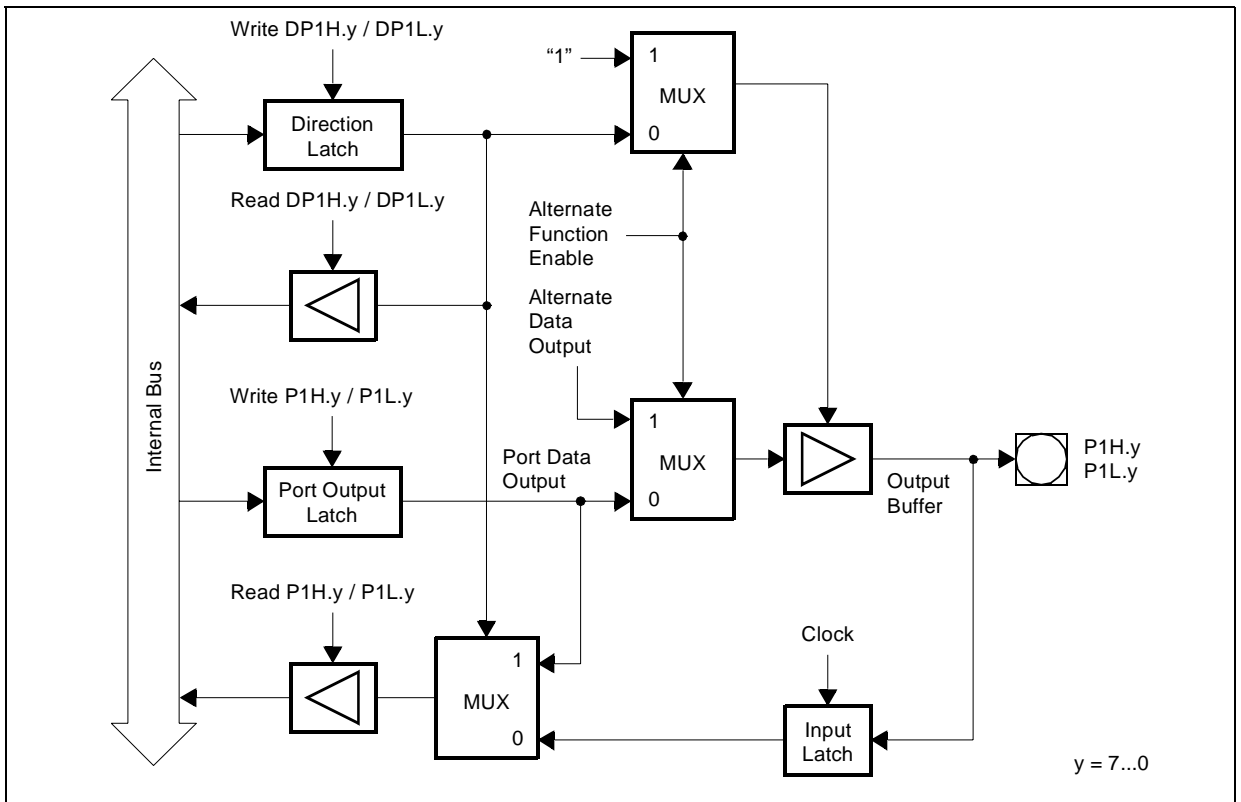 Write DP1H.y / DP1L.y
“1”
1
MUX
0
Direction
Latch
Read DP1H.y / DP1L.y
Alternate
Function
Enable
Alternate
Data
Output
Internal Bus
Write P1H.y / P1L.y
Port Output
Latch
Port Data
Output
1
MUX
0
Output
Buffer
P1H.y
P1L.y
Read P1H.y / P1L.y
1
MUX
0
Clock
Input
Latch
y = 7...0